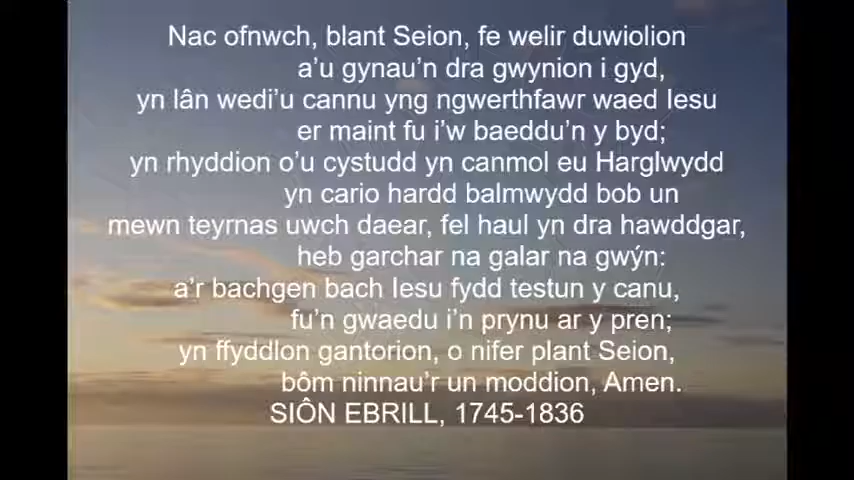 Nac ofnwch, blant Seion, fe welir duwiolion
a’u gynau’n dra gwynion i gyd,
yn lân wedi’u cannu yng ngwerthfawr waed Iesu
er maint fu i’w baeddu’n y byd;
yn rhyddion o’u cystudd yn canmol eu Harglwydd
yn cario hardd balmwydd bob un
mewn teyrnas uwch daear, fel haul yn dra hawddgar,
heb garchar na galar na gwýn:
a’r bachgen bach Iesu fydd testun y canu,
fu’n gwaedu i’n prynu ar y pren;
yn ffyddlon gantorion, o nifer plant Seion,
bôm ninnau’r un moddion, Amen.
SIÔN EBRILL, 1745-1836